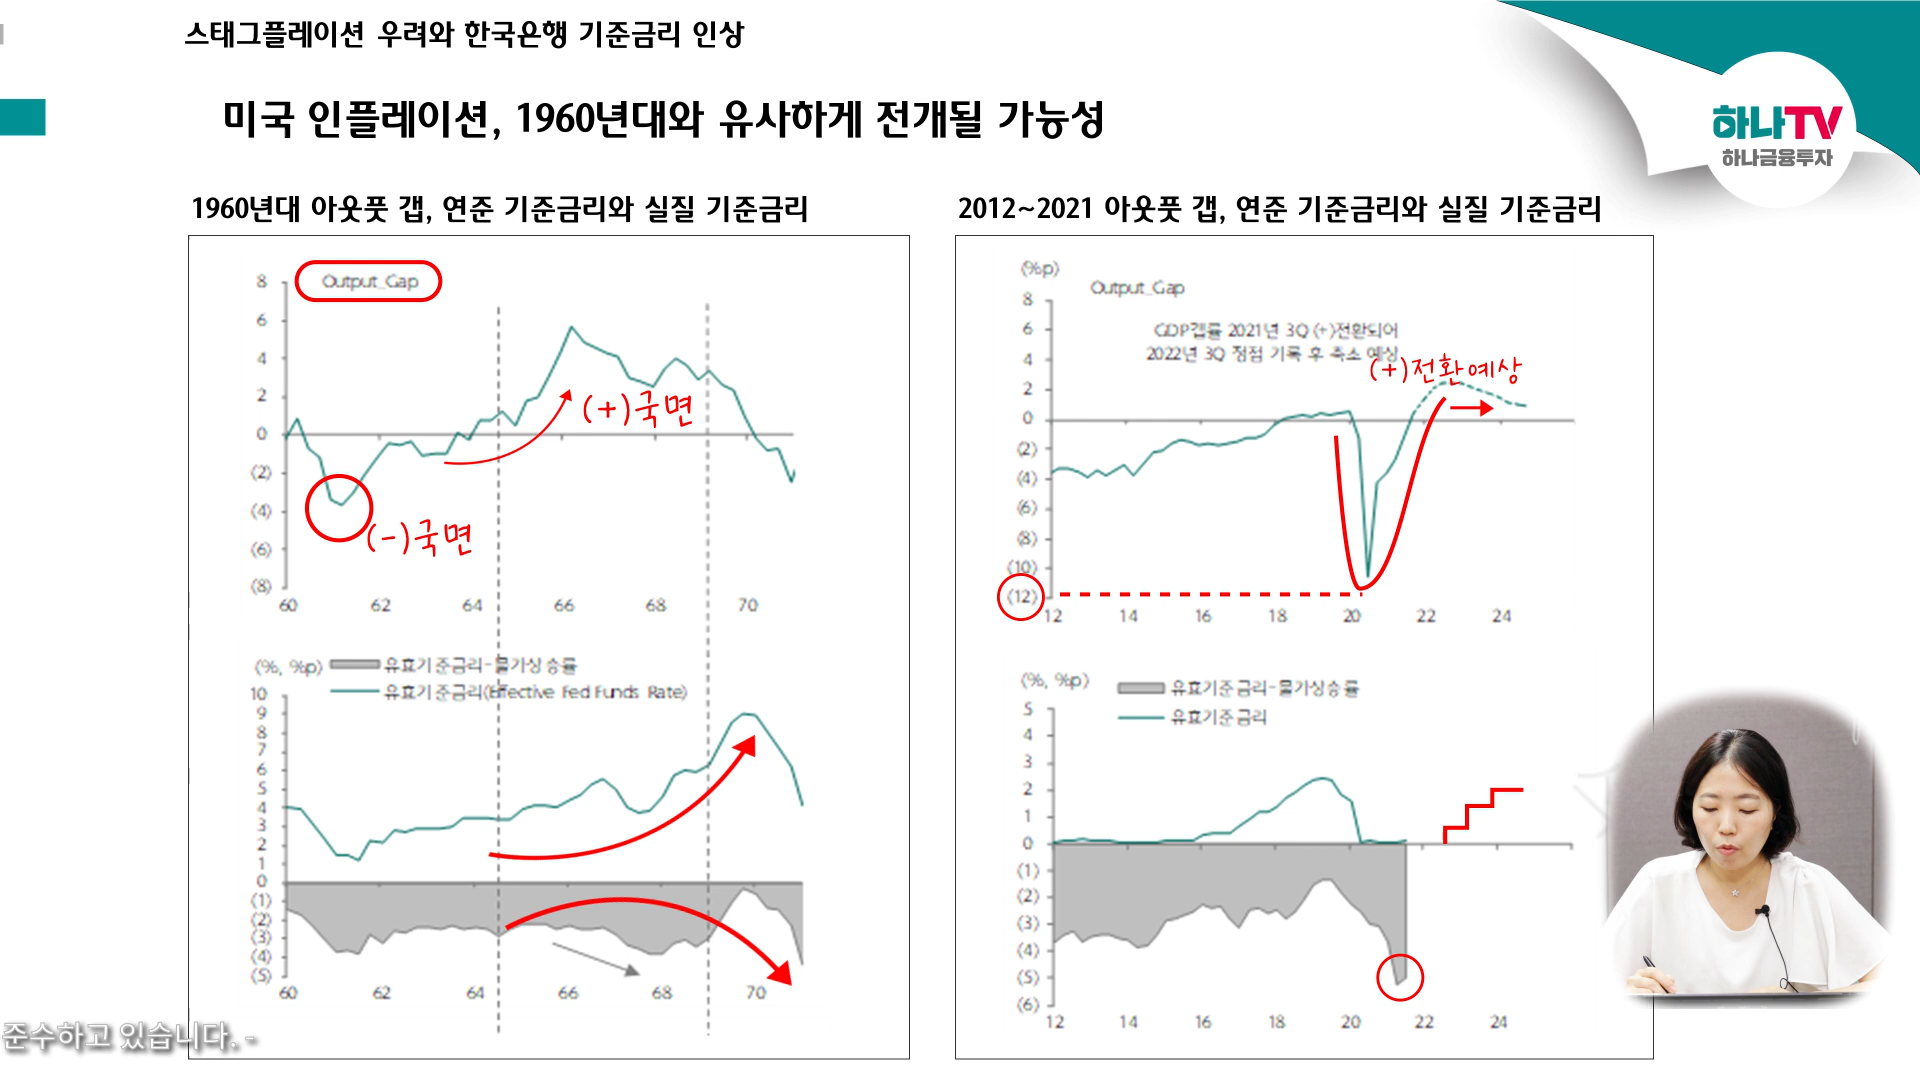 스태그플레이션 우려와 한국은행 기준금리 인상
미국 인플레이션, 1960년대와 유사하게 전개될 가능성
하나TV
하나금융투자
1960년대 아웃풋 갭, 연준 기준금리와 실질 기준금리
8
Output_Gap
6
4
2
0
(2)
(4)
(6)
(8)
(+)국면
(-)국면
60 62 64 66 68 70
(%, %p)
유효기준금리-물가상승률
유효기준금리(Effective Fed Funds Rate)
10
9
8
7
6
5
4
3
2
1
0
(1)
(2)
(3)
(4)
(5)
60 62 64 66 68 70
2012~2021 아웃풋 갭, 연준 기준금리와 실질 기준금리
(%p)
Output_Gap
GDP갭률 2021년 3Q (+)전환되어
2022년 3Q 정점 기록 후 축소 예상
(+)전환예상
8
6
4
2
0
(2)
(4)
(6)
(8)
(10)
(12)
12 14 16 18 20 22 24
(%, %p)
유효기준금리-물가상승률
유효기준금리
5
4
3
2
1
0
(1)
(2)
(3)
(4)
(5)
(6)
12 14 16 18 20 22 24
준수하고 있습니다. -